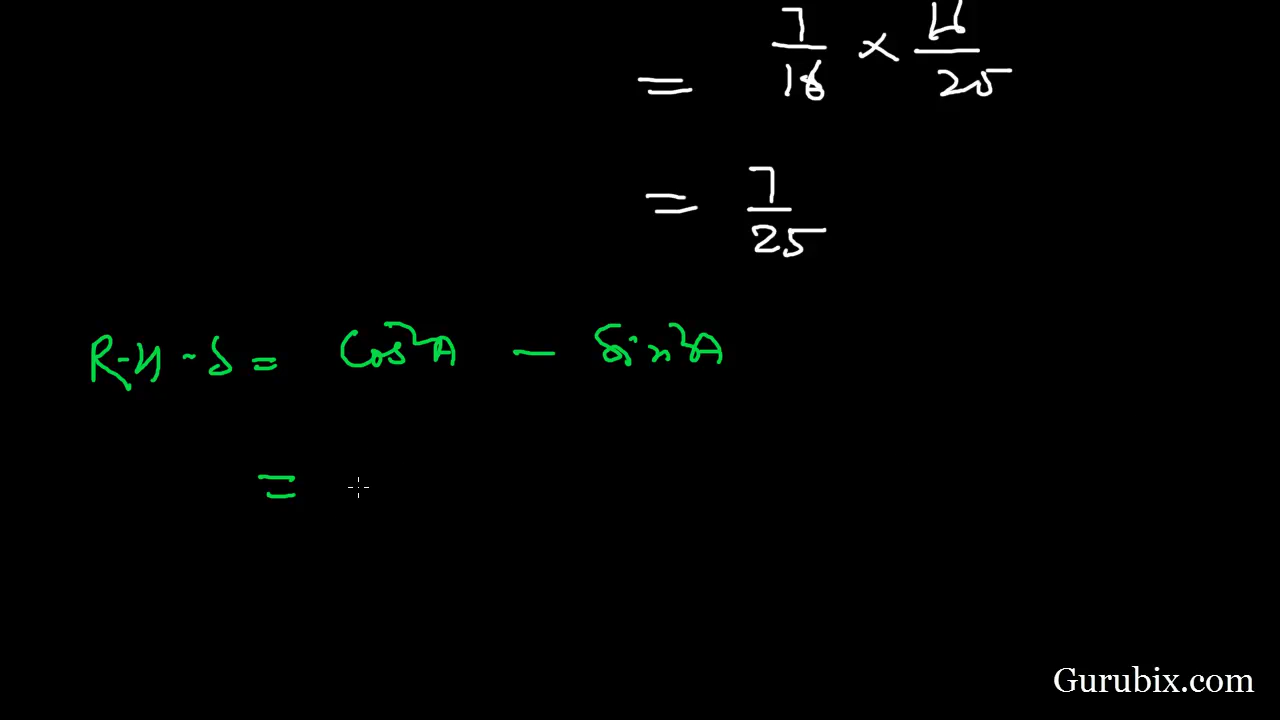 = 7/16 × 16/25
= 7/25
R.H.S = Cos²A - Sin²A
=
Gurubix.com